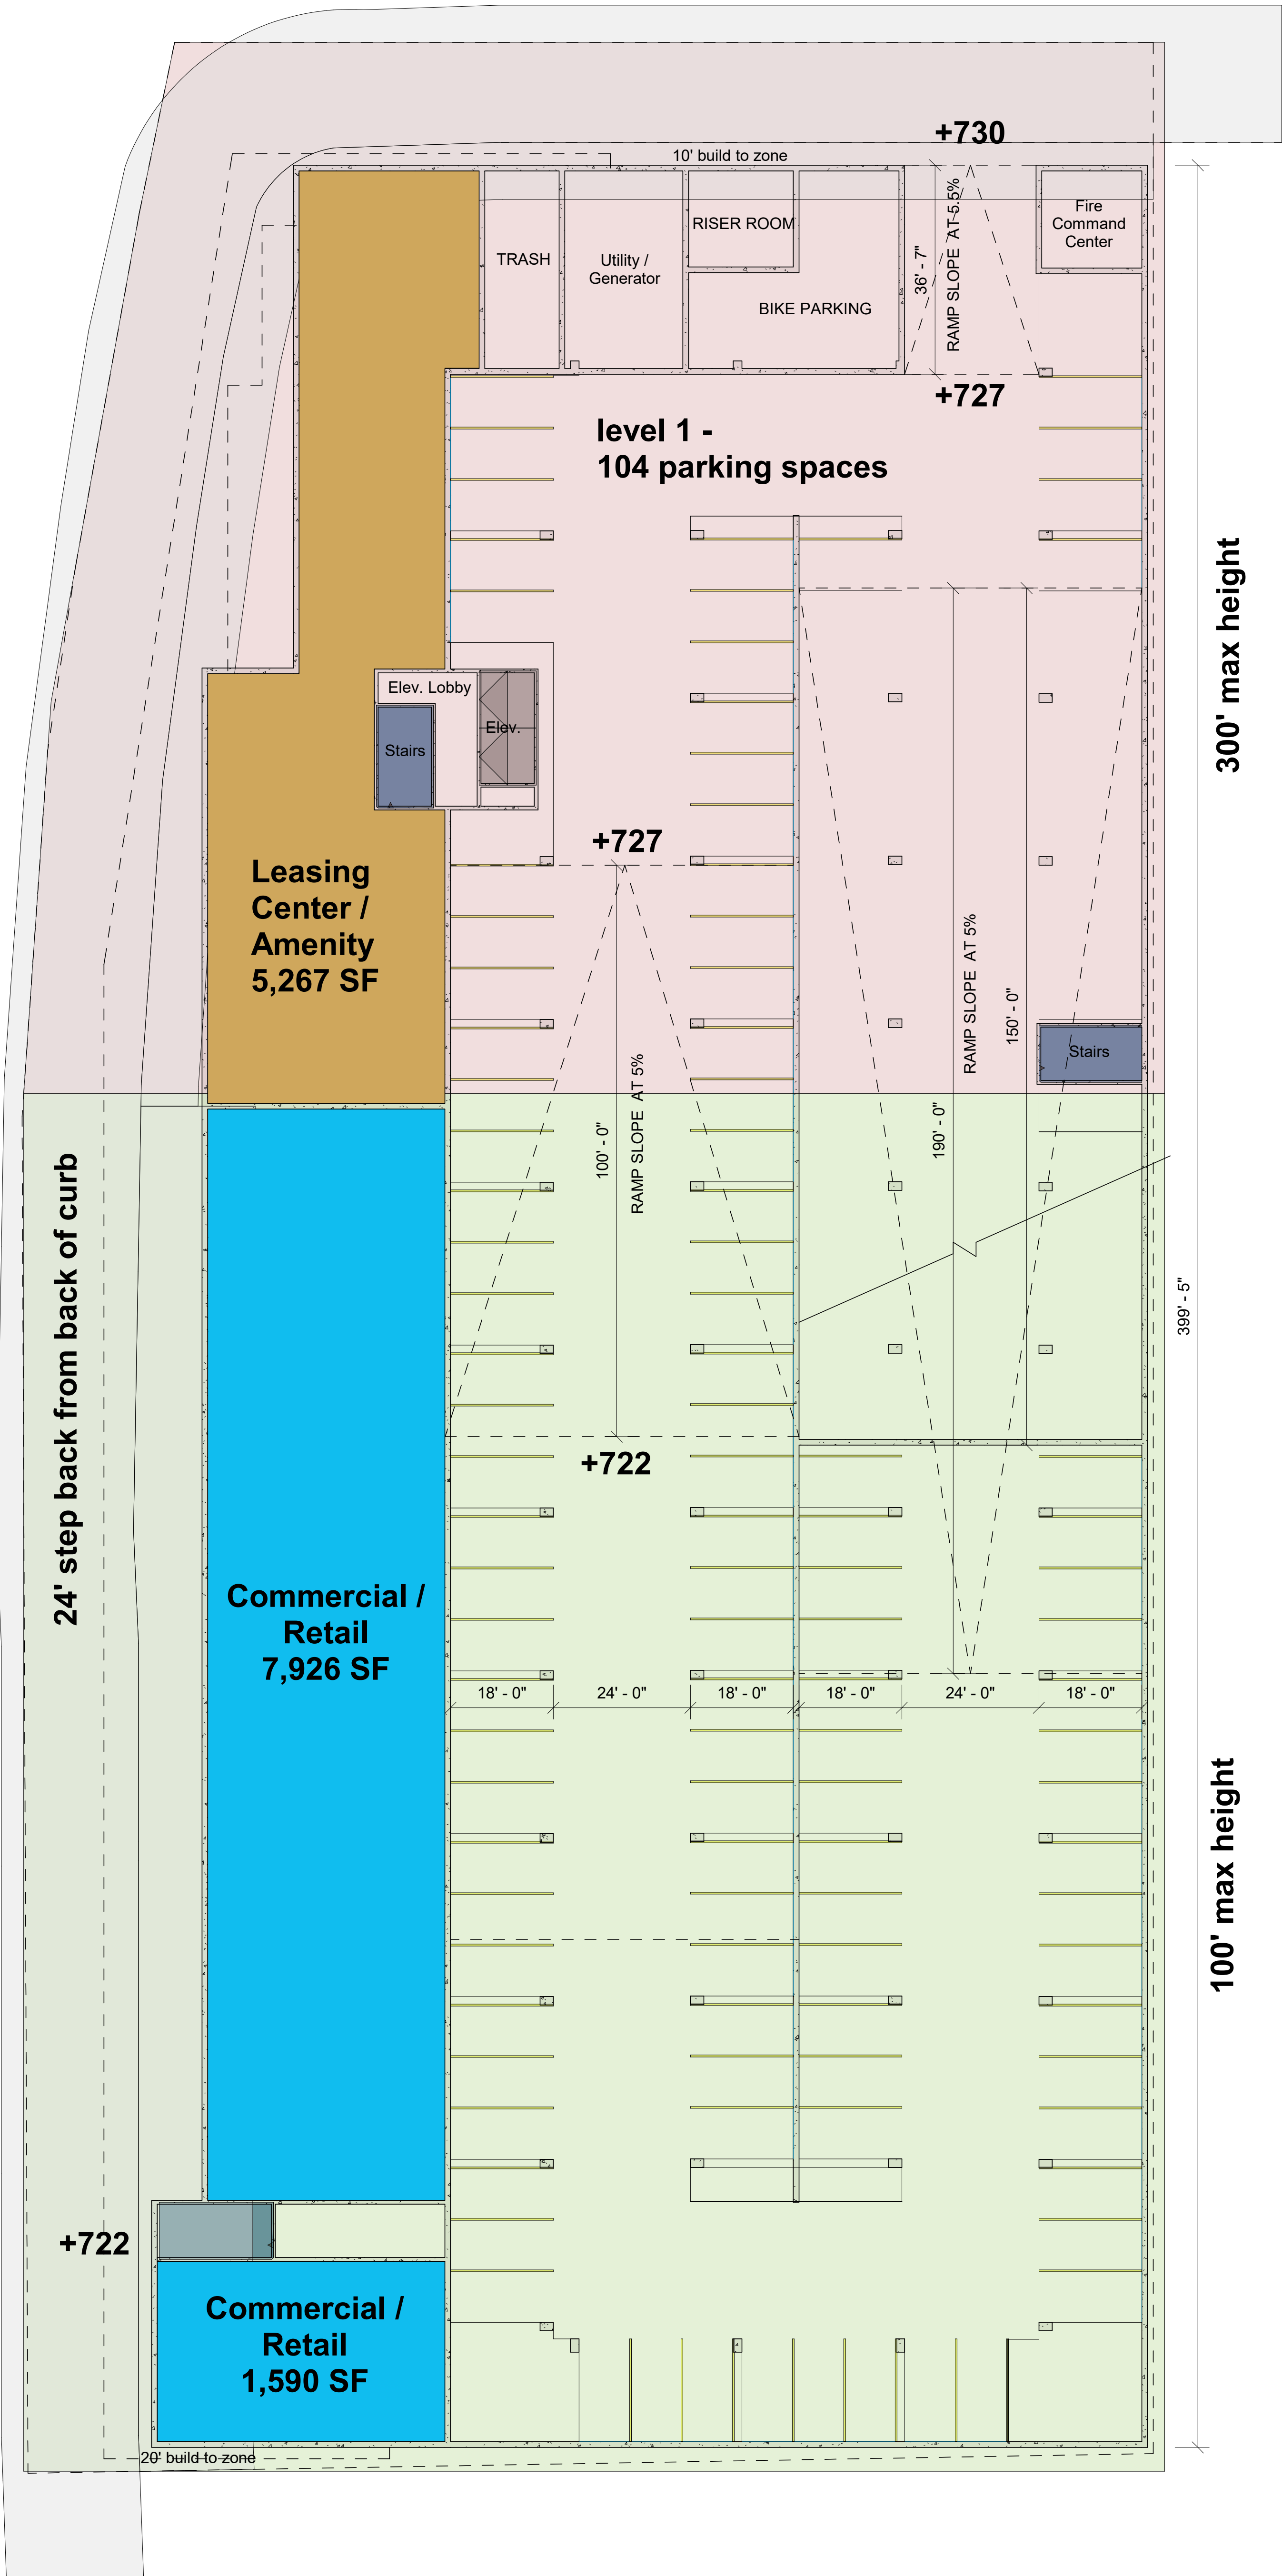 +730
10' build to zone
RAMP SLOPE AT 5.5%
36' - 7"
Fire
Command
Center
RISER ROOM
TRASH
Utility /
Generator
BIKE PARKING
+727
level 1 -
104 parking spaces
300' max height
Elev. Lobby
Elev.
Stairs
+727
Leasing
Center /
Amenity
5,267 SF
RAMP SLOPE AT 5%
150' - 0"
Stairs
RAMP SLOPE AT 5%
100' - 0"
190' - 0"
24' step back from back of curb
399' - 5"
+722
Commercial /
Retail
7,926 SF
18' - 0"
24' - 0"
18' - 0"
18' - 0"
24' - 0"
18' - 0"
100' max height
+722
Commercial /
Retail
1,590 SF
20' build to zone